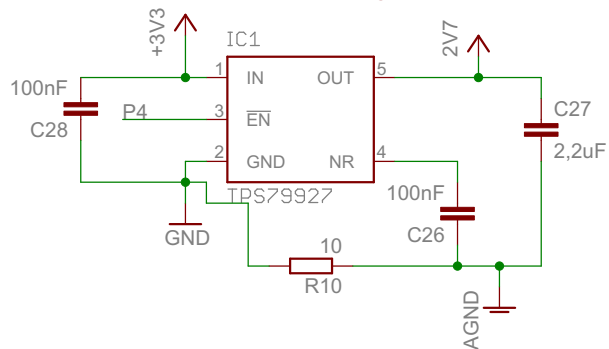 +3V3
IC1
2V7
1
IN
OUT
5
100nF
C28
P4
3
EN
C27
2,2uF
2
GND
NR
4
TPS79927
100nF
C26
GND
10
R10
AGND